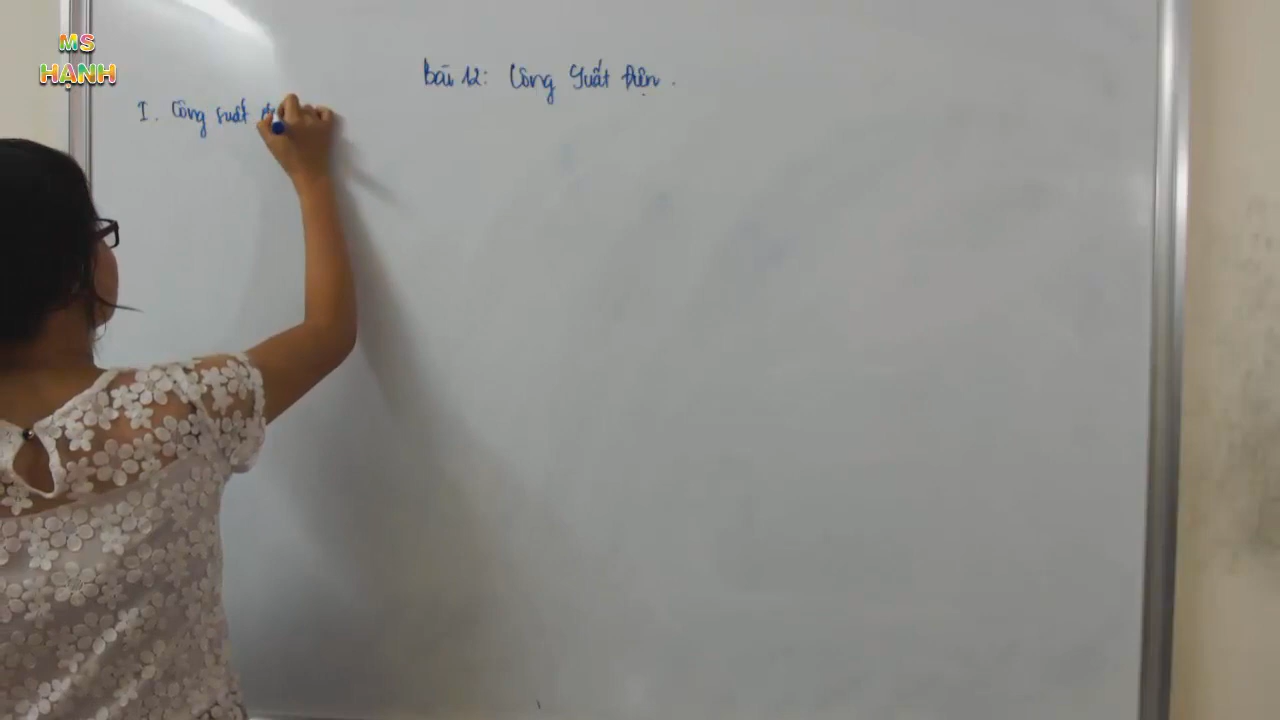 MS
HẠNH
Bài 12: Công Suất Điện.
I. Công suất